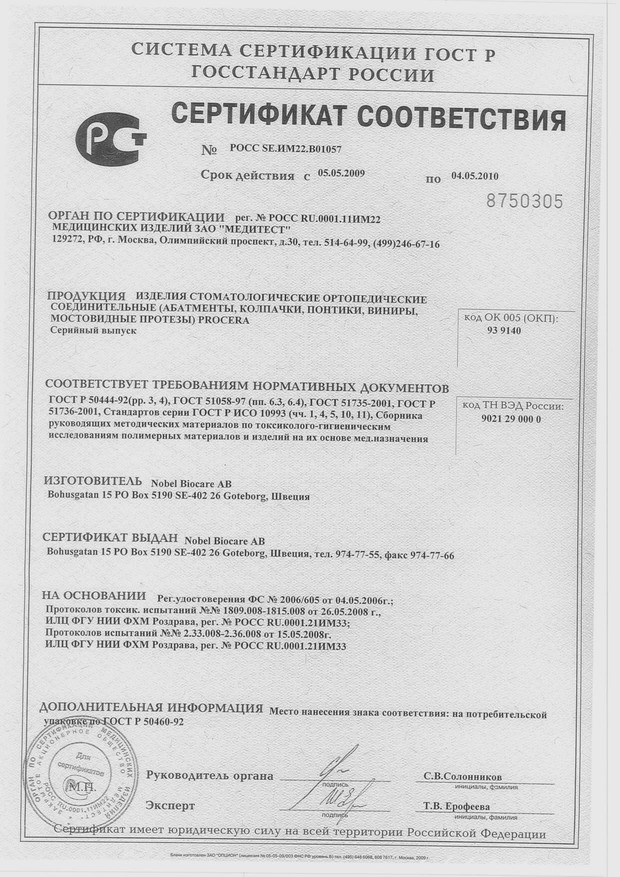 СИСТЕМА СЕРТИФИКАЦИИ ГОСТ Р
ГОССТАНДАРТ РОССИИ
СЕРТИФИКАТ СООТВЕТСТВИЯ
№ РОСС SE.ИМ22.В01057
Срок действия с 05.05.2009 по 04.05.2010
8750305
ОРГАН ПО СЕРТИФИКАЦИИ рег. № РОСС RU.0001.11ИМ22
МЕДИЦИНСКИХ ИЗДЕЛИЙ ЗАО "МЕДИТЕСТ"
129272, РФ, г. Москва, Олимпийский проспект, д.30, тел. 514-64-99, (499)246-67-16
ПРОДУКЦИЯ ИЗДЕЛИЯ СТОМАТОЛОГИЧЕСКИЕ ОРТОПЕДИЧЕСКИЕ
СОЕДИНИТЕЛЬНЫЕ (АБАТМЕНТЫ, КОЛПАЧКИ, ПОНТИКИ, ВИНИРЫ,
МОСТОВИДНЫЕ ПРОТЕЗЫ) PROCERA
Серийный выпуск
код ОК 005 (ОКП):
93 9140
СООТВЕТСТВУЕТ ТРЕБОВАНИЯМ НОРМАТИВНЫХ ДОКУМЕНТОВ
ГОСТ Р 50444-92(рр. 3, 4), ГОСТ 51058-97 (пп. 6.3, 6.4), ГОСТ 51735-2001, ГОСТ Р
51736-2001, Стандартов серии ГОСТ Р ИСО 10993 (чч. 1, 4, 5, 10, 11), Сборника
руководящих методических материалов по токсиколого-гигиеническим
исследованиям полимерных материалов и изделий на их основе мед.назначения
код ТН ВЭД России:
9021 29 000 0
ИЗГОТОВИТЕЛЬ Nobel Biocare AB
Bohusgatan 15 PO Box 5190 SE-402 26 Goteborg, Швеция
СЕРТИФИКАТ ВЫДАН Nobel Biocare AB
Bohusgatan 15 PO Box 5190 SE-402 26 Goteborg, Швеция, тел. 974-77-55, факс 974-77-66
НА ОСНОВАНИИ Рег.удостоверения ФС № 2006/605 от 04.05.2006г.;
Протоколов токсик. испытаний №№ 1809.008-1815.008 от 26.05.2008 г.,
ИЛЦ ФГУ НИИ ФХМ Роздрава, рег. № РОСС RU.0001.21ИМ33;
Протоколов испытаний №№ 2.33.008-2.36.008 от 15.05.2008г.
ИЛЦ ФГУ НИИ ФХМ Роздрава, рег. № РОСС RU.0001.21ИМ33
ДОПОЛНИТЕЛЬНАЯ ИНФОРМАЦИЯ Место нанесения знака соответствия: на потребительской
упаковке по ГОСТ Р 50460-92
Для
сертификатов
М.П.
РОСС RU.0001.11ИМ22
Руководитель органа
подпись
С.В.Солонников
инициалы, фамилия
Эксперт
подпись
Т.В. Ерофеева
инициалы, фамилия
Сертификат имеет юридическую силу на всей территории Российской Федерации